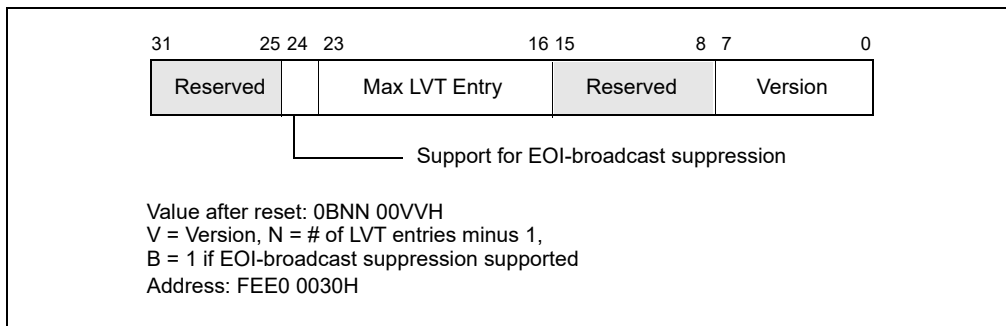 31 25 24 23 16 15 8 7 0
Reserved Max LVT Entry Reserved Version
Support for EOI-broadcast suppression
Value after reset: 0BNN 00VVH
V = Version, N = # of LVT entries minus 1,
B = 1 if EOI-broadcast suppression supported
Address: FEE0 0030H